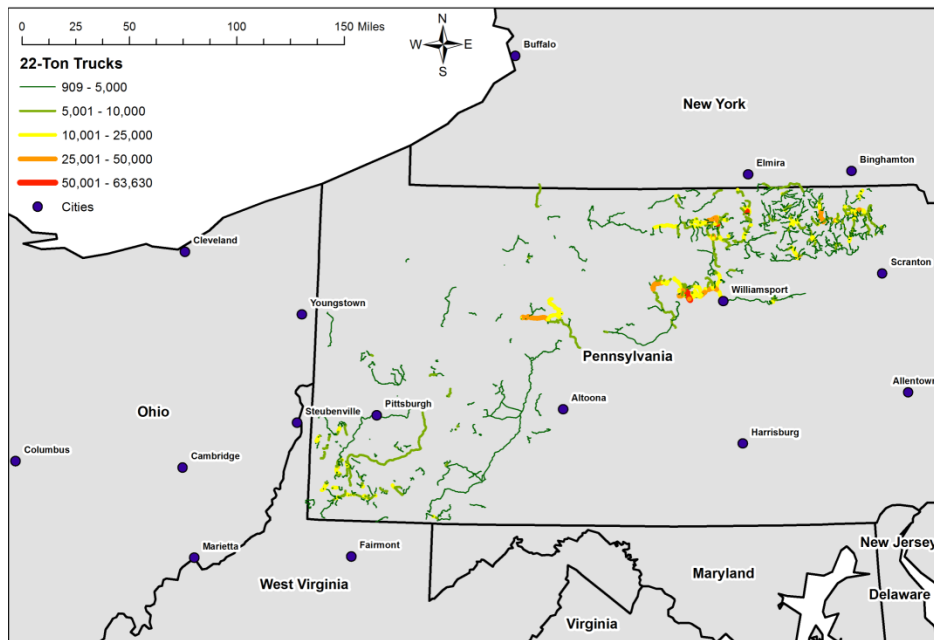 0 25 50 100 150 Miles
N
W E
S
22-Ton Trucks
909 - 5,000
5,001 - 10,000
10,001 - 25,000
25,001 - 50,000
50,001 - 63,630
Cities
Buffalo
New York
Elmira
Binghamton
Cleveland
Scranton
Youngstown
Williamsport
Pennsylvania
Allentown
Ohio
Steubenville
Pittsburgh
Altoona
Harrisburg
Columbus
Cambridge
Marietta
Fairmont
New Jersey
West Virginia
Maryland
Delaware
Virginia